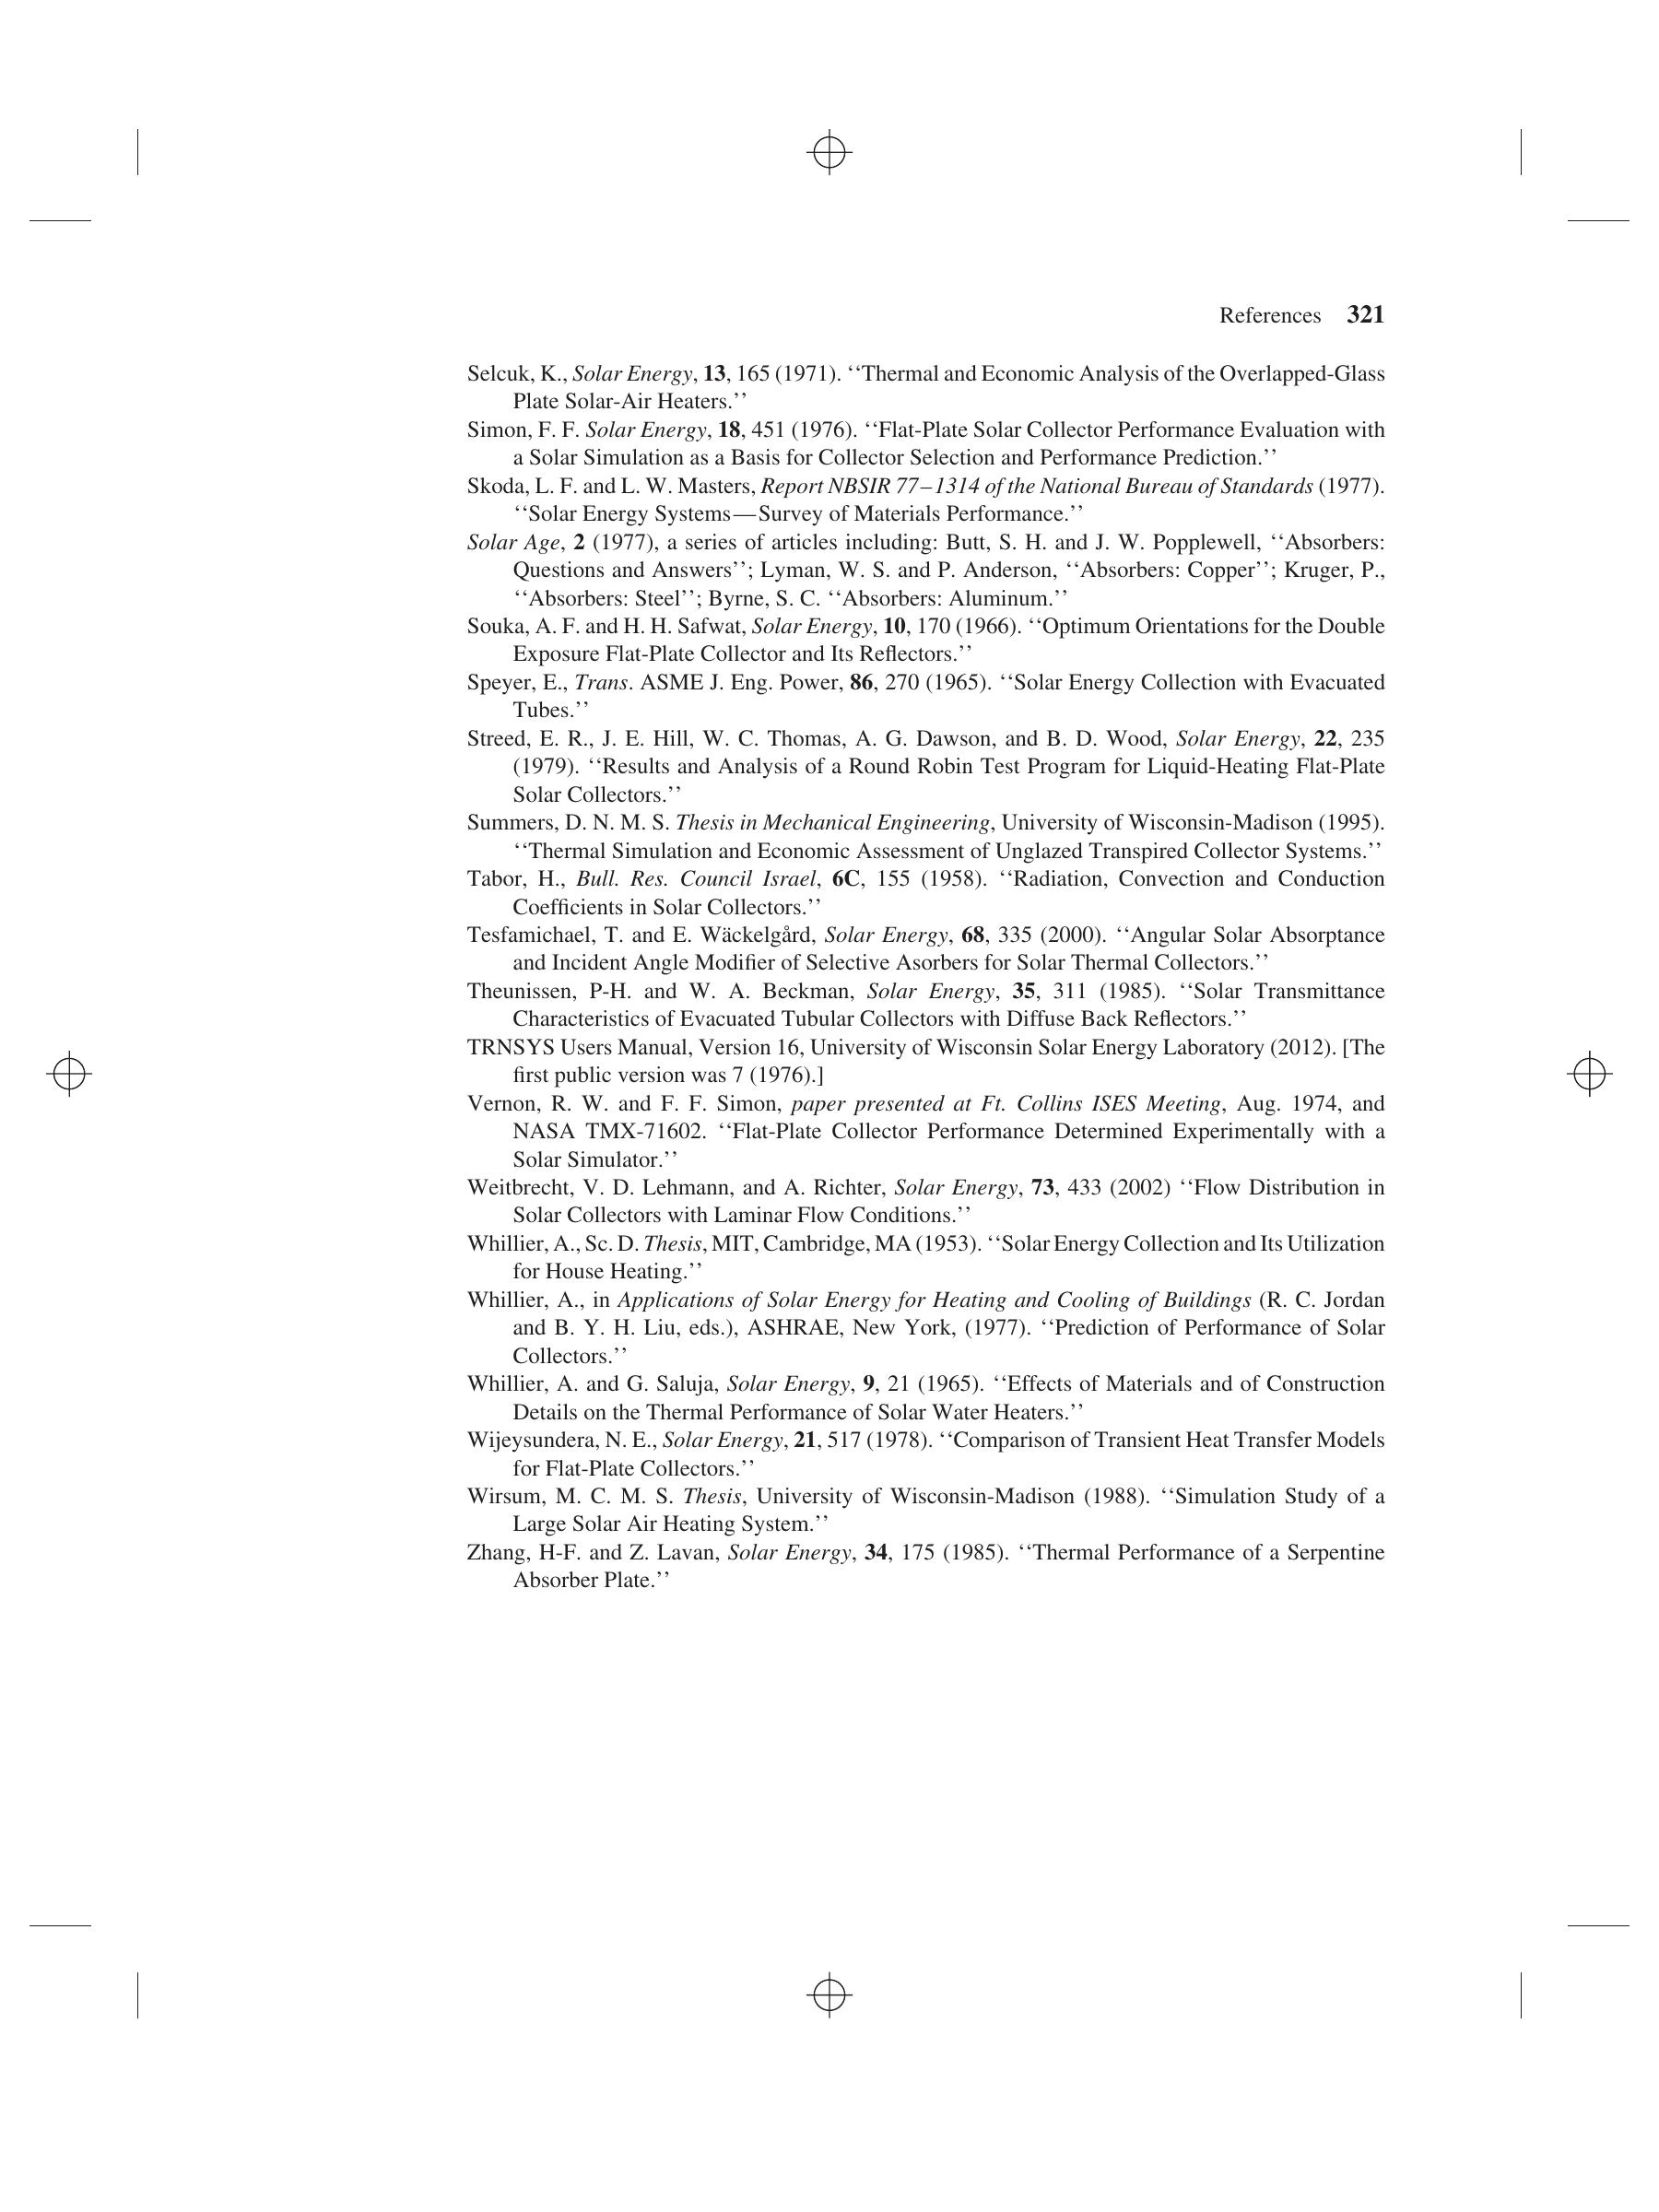 References 321
Selcuk, K., Solar Energy, 13, 165 (1971). ‘‘Thermal and Economic Analysis of the Overlapped-Glass
Plate Solar-Air Heaters.’’
Simon, F. F. Solar Energy, 18, 451 (1976). ‘‘Flat-Plate Solar Collector Performance Evaluation with
a Solar Simulation as a Basis for Collector Selection and Performance Prediction.’’
Skoda, L. F. and L. W. Masters, Report NBSIR 77–1314 of the National Bureau of Standards (1977).
‘‘Solar Energy Systems—Survey of Materials Performance.’’
Solar Age, 2 (1977), a series of articles including: Butt, S. H. and J. W. Popplewell, ‘‘Absorbers:
Questions and Answers’’; Lyman, W. S. and P. Anderson, ‘‘Absorbers: Copper’’; Kruger, P.,
‘‘Absorbers: Steel’’; Byrne, S. C. ‘‘Absorbers: Aluminum.’’
Souka, A. F. and H. H. Safwat, Solar Energy, 10, 170 (1966). ‘‘Optimum Orientations for the Double
Exposure Flat-Plate Collector and Its Reflectors.’’
Speyer, E., Trans. ASME J. Eng. Power, 86, 270 (1965). ‘‘Solar Energy Collection with Evacuated
Tubes.’’
Streed, E. R., J. E. Hill, W. C. Thomas, A. G. Dawson, and B. D. Wood, Solar Energy, 22, 235
(1979). ‘‘Results and Analysis of a Round Robin Test Program for Liquid-Heating Flat-Plate
Solar Collectors.’’
Summers, D. N. M. S. Thesis in Mechanical Engineering, University of Wisconsin-Madison (1995).
‘‘Thermal Simulation and Economic Assessment of Unglazed Transpired Collector Systems.’’
Tabor, H., Bull. Res. Council Israel, 6C, 155 (1958). ‘‘Radiation, Convection and Conduction
Coefficients in Solar Collectors.’’
Tesfamichael, T. and E. Wäckelgård, Solar Energy, 68, 335 (2000). ‘‘Angular Solar Absorptance
and Incident Angle Modifier of Selective Asorbers for Solar Thermal Collectors.’’
Theunissen, P-H. and W. A. Beckman, Solar Energy, 35, 311 (1985). ‘‘Solar Transmittance
Characteristics of Evacuated Tubular Collectors with Diffuse Back Reflectors.’’
TRNSYS Users Manual, Version 16, University of Wisconsin Solar Energy Laboratory (2012). [The
first public version was 7 (1976).]
Vernon, R. W. and F. F. Simon, paper presented at Ft. Collins ISES Meeting, Aug. 1974, and
NASA TMX-71602. ‘‘Flat-Plate Collector Performance Determined Experimentally with a
Solar Simulator.’’
Weitbrecht, V. D. Lehmann, and A. Richter, Solar Energy, 73, 433 (2002) ‘‘Flow Distribution in
Solar Collectors with Laminar Flow Conditions.’’
Whillier, A., Sc. D. Thesis, MIT, Cambridge, MA (1953). ‘‘Solar Energy Collection and Its Utilization
for House Heating.’’
Whillier, A., in Applications of Solar Energy for Heating and Cooling of Buildings (R. C. Jordan
and B. Y. H. Liu, eds.), ASHRAE, New York, (1977). ‘‘Prediction of Performance of Solar
Collectors.’’
Whillier, A. and G. Saluja, Solar Energy, 9, 21 (1965). ‘‘Effects of Materials and of Construction
Details on the Thermal Performance of Solar Water Heaters.’’
Wijeysundera, N. E., Solar Energy, 21, 517 (1978). ‘‘Comparison of Transient Heat Transfer Models
for Flat-Plate Collectors.’’
Wirsum, M. C. M. S. Thesis, University of Wisconsin-Madison (1988). ‘‘Simulation Study of a
Large Solar Air Heating System.’’
Zhang, H-F. and Z. Lavan, Solar Energy, 34, 175 (1985). ‘‘Thermal Performance of a Serpentine
Absorber Plate.’’